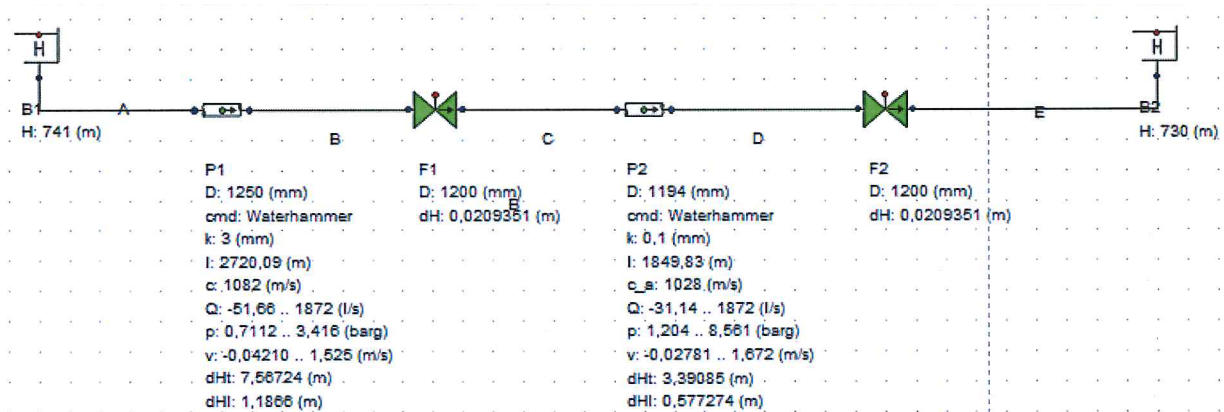 H
H
B1
A
E
B2
H: 741 (m)
H: 730 (m)
B
C
D
P1
D: 1250 (mm)
cmd: Waterhammer
k: 3 (mm)
l: 2720,09 (m)
c: 1082 (m/s)
Q: -51,66 .. 1872 (l/s)
p: 0,7112 .. 3,416 (barg)
v: -0,04210 .. 1,525 (m/s)
dHt: 7,56724 (m)
dHl: 1,1866 (m)
F1
D: 1200 (mm)
B
dH: 0,0209351 (m)
P2
D: 1194 (mm)
cmd: Waterhammer
k: 0,1 (mm)
l: 1849,83 (m)
c_a: 1028 (m/s)
Q: -31,14 .. 1872 (l/s)
p: 1,204 .. 8,561 (barg)
v: -0,02781 .. 1,672 (m/s)
dHt: 3,39085 (m)
dHl: 0,577274 (m)
F2
D: 1200 (mm)
dH: 0,0209351 (m)